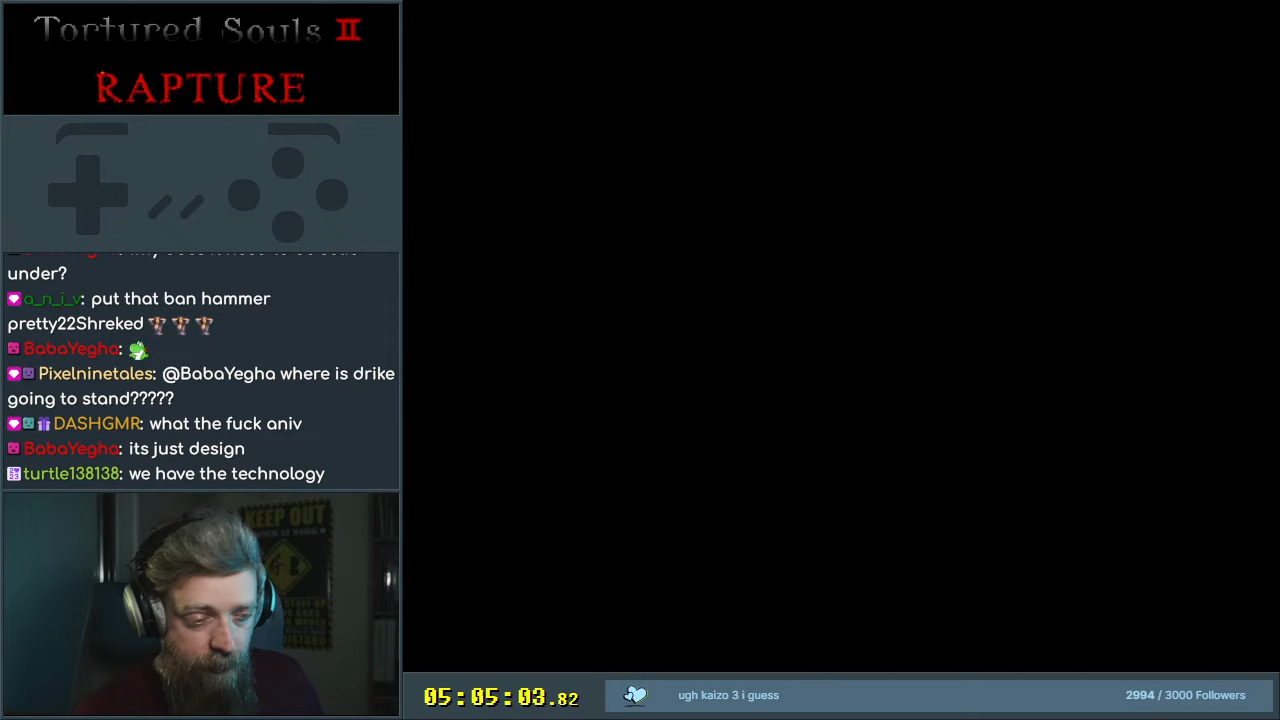 Tortured Souls II
RAPTURE
under?
a_n_i_v: put that ban hammer
pretty22Shreked
BabaYegha:
Pixelninetales: @BabaYegha where is drike
going to stand?????
DASHGMR: what the fuck aniv
BabaYegha: its just design
turtle138138: we have the technology
KEEP OUT
05:05:03.82
ugh kaizo 3 i guess
2994 / 3000 Followers